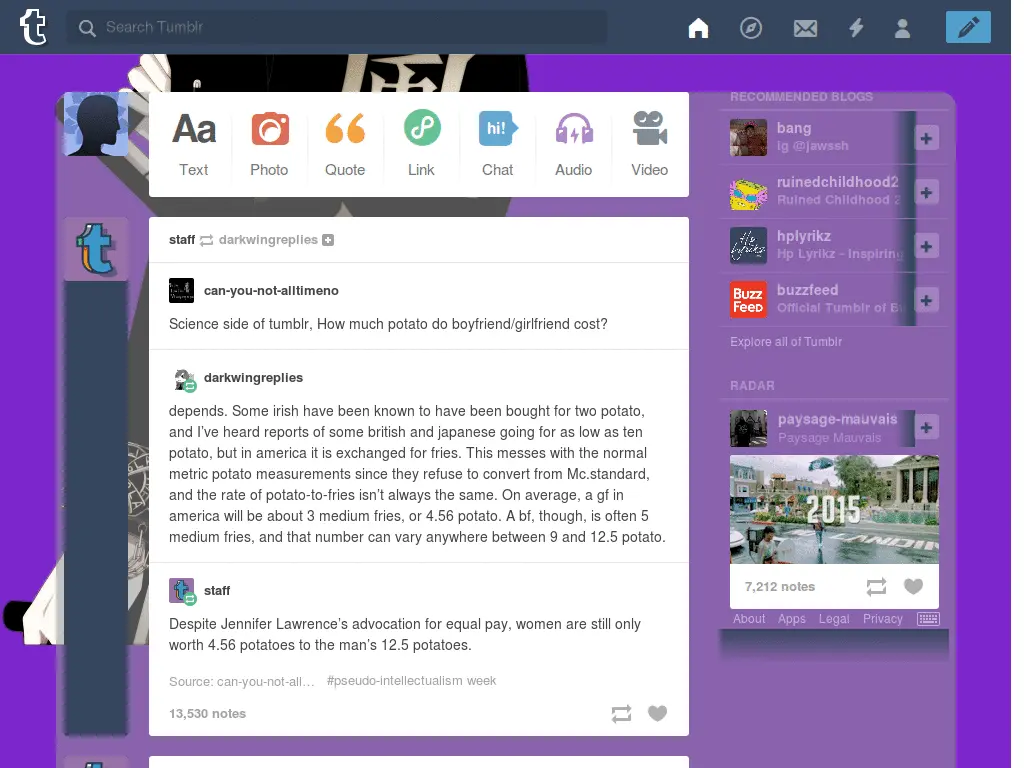 Search Tumblr
Aa
hi!
Text
Photo
Quote
Link
Chat
Audio
Video
staff darkwingreplies
can-you-not-alltimeno
Science side of tumblr, How much potato do boyfriend/girlfriend cost?
darkwingreplies
depends. Some irish have been known to have been bought for two potato,
and I've heard reports of some british and japanese going for as low as ten
potato, but in america it is exchanged for fries. This messes with the normal
metric potato measurements since they refuse to convert from Mc.standard,
and the rate of potato-to-fries isn't always the same. On average, a gf in
america will be about 3 medium fries, or 4.56 potato. A bf, though, is often 5
medium fries, and that number can vary anywhere between 9 and 12.5 potato.
staff
Despite Jennifer Lawrence's advocation for equal pay, women are still only
worth 4.56 potatoes to the man's 12.5 potatoes.
Source: can-you-not-all… #pseudo-intellectualism week
13,530 notes
RECOMMENDED BLOGS
bang
ig @jawssh
ruinedchildhood2
Ruined Childhood 2
hplyrikz
Hp Lyrikz - Inspiring
Buzz
Feed
buzzfeed
Official Tumblr of
Explore all of Tumblr
RADAR
paysage-mauvais
Paysage Mauvais
2015
LANDING
7,212 notes
About Apps Legal Privacy